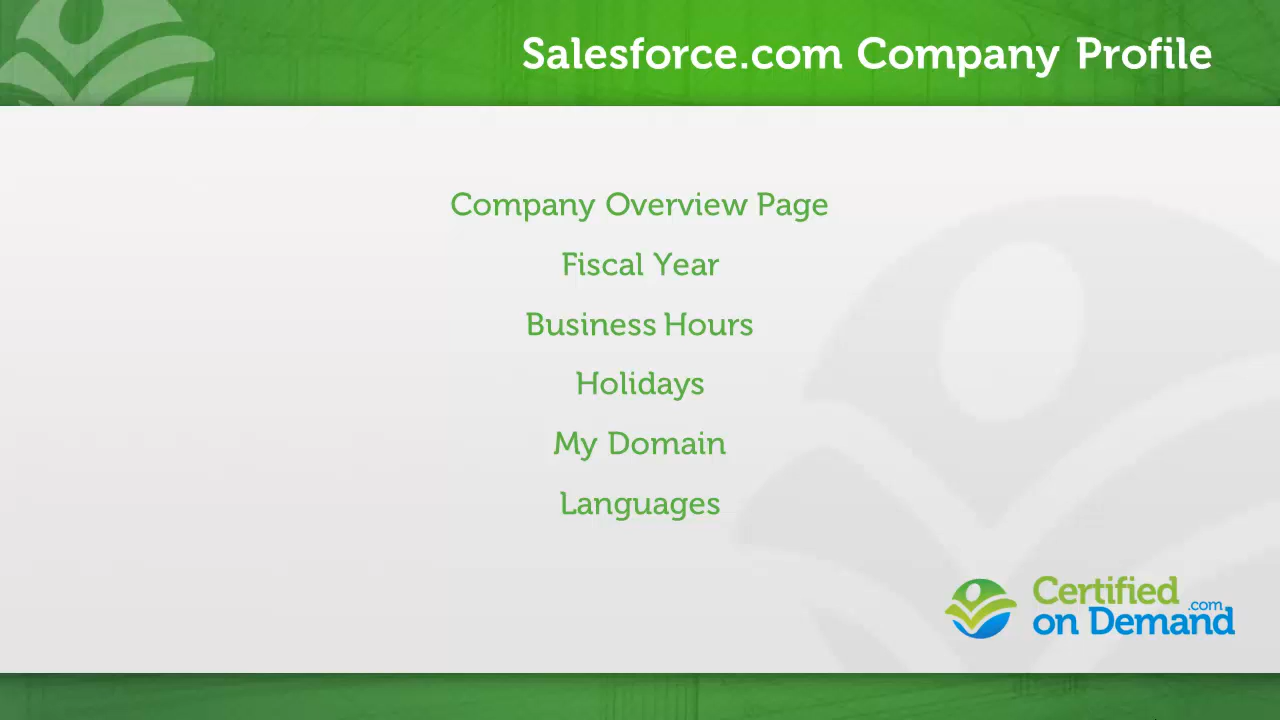 Salesforce.com Company Profile
Company Overview Page
Fiscal Year
Business Hours
Holidays
My Domain
Languages
Certified
on Demand.com